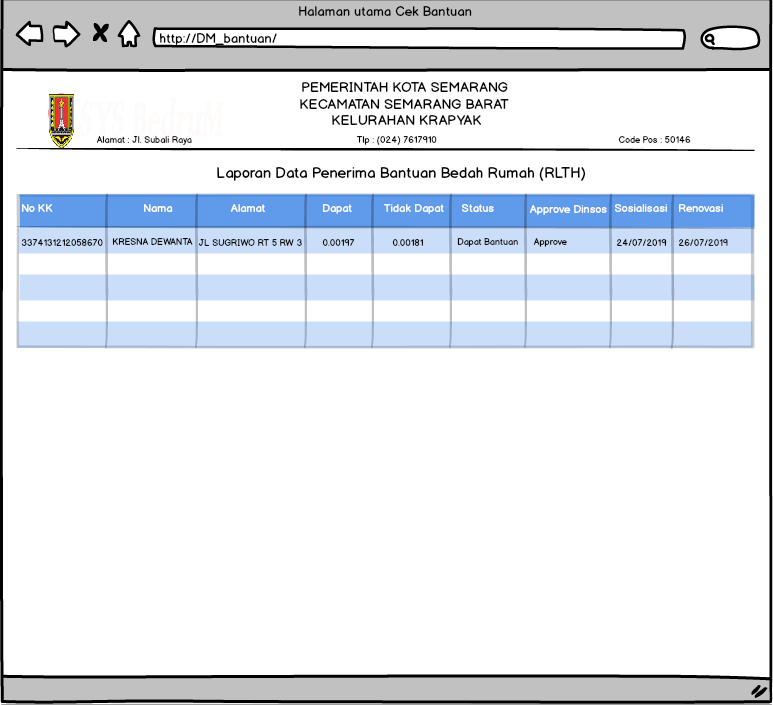 Halaman utama Cek Bantuan
http://DM_bantuan/
PEMERINTAH KOTA SEMARANG
KECAMATAN SEMARANG BARAT
KELURAHAN KRAPYAK
Alamat : Jl. Subali Raya Tlp : (024) 7617910 Code Pos : 50146
Laporan Data Penerima Bantuan Bedah Rumah (RLTH)
No KK Nama Alamat Dapat Tidak Dapat Status Approve Dinsos Sosialisasi Renovasi
3374131212058670 KRESNA DEWANTA JL SUGRIWO RT 5 RW 3 0.00197 0.00181 Dapat Bantuan Approve 24/07/2019 26/07/2019